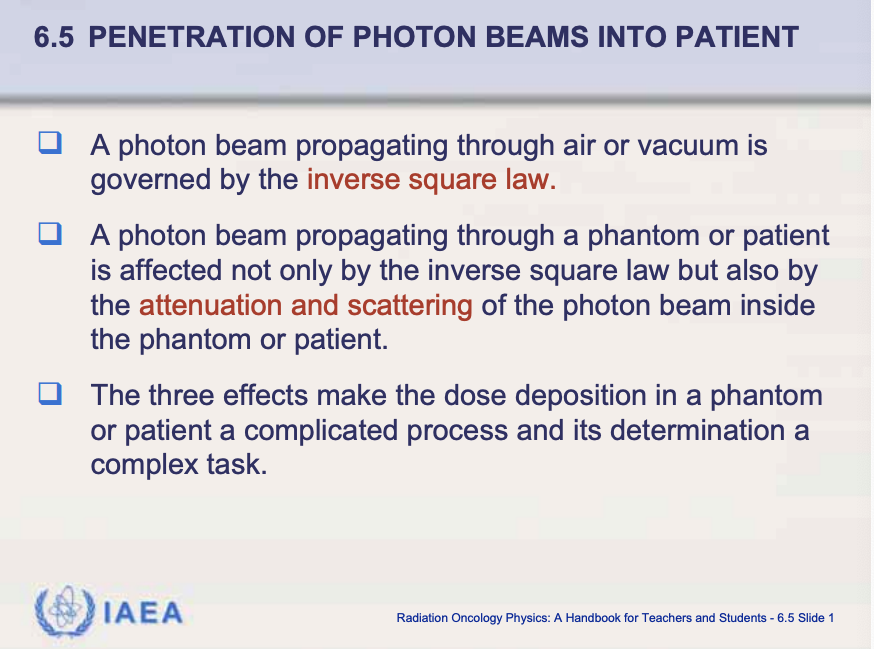 6.5 PENETRATION OF PHOTON BEAMS INTO PATIENT
A photon beam propagating through air or vacuum is
governed by the inverse square law.
A photon beam propagating through a phantom or patient
is affected not only by the inverse square law but also by
the attenuation and scattering of the photon beam inside
the phantom or patient.
The three effects make the dose deposition in a phantom
or patient a complicated process and its determination a
complex task.
IAEA
Radiation Oncology Physics: A Handbook for Teachers and Students - 6.5 Slide 1